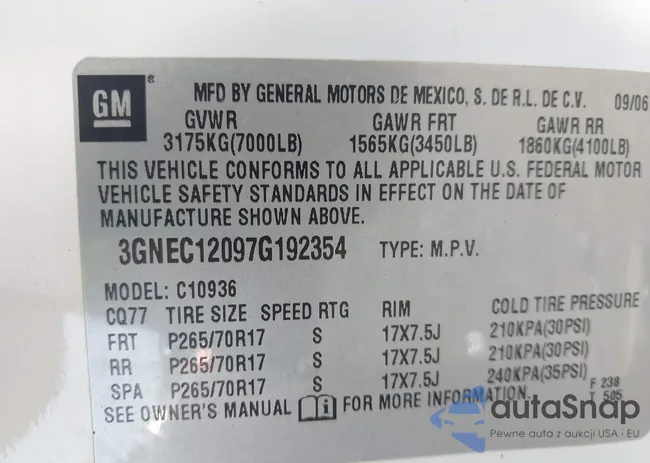 GM
MFD BY GENERAL MOTORS DE MEXICO, S. DE R.L. DE C.V. 09/06
GVWR GAWR FRT GAWR RR
3175KG(7000LB) 1565KG(3450LB) 1860KG(4100LB)
THIS VEHICLE CONFORMS TO ALL APPLICABLE U.S. FEDERAL MOTOR
VEHICLE SAFETY STANDARDS IN EFFECT ON THE DATE OF
MANUFACTURE SHOWN ABOVE.
3GNEC12097G192354 TYPE: M.P.V.
MODEL: C10936
CQ77 TIRE SIZE SPEED RTG RIM COLD TIRE PRESSURE
FRT P265/70R17 S 17X7.5J 210KPA(30PSI)
RR P265/70R17 S 17X7.5J 210KPA(30PSI)
SPA P265/70R17 S 17X7.5J 240KPA(35PSI)
F 238
SEE OWNER'S MANUAL FOR MORE INFORMATION. T 505
autaSnap
Pewne auta z aukcji USA i EU